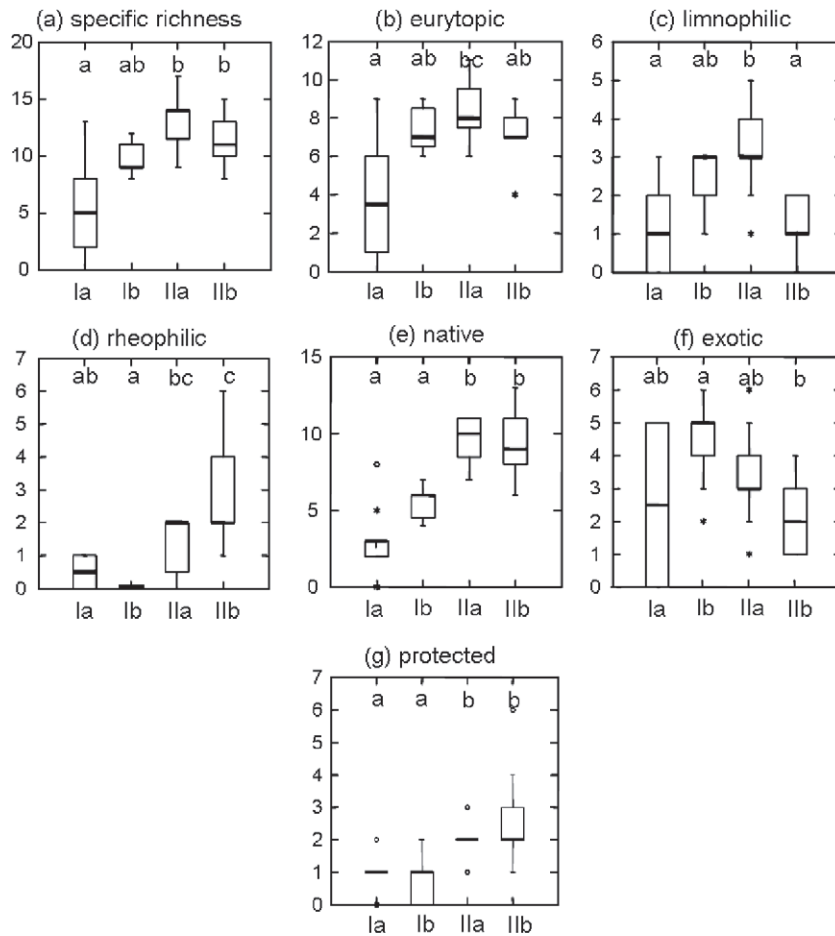 (a) specific richness
20
15
10
5
0
a ab b b
Ia Ib IIa IIb
(b) eurytopic
12
10
8
6
4
2
0
a ab bc ab
Ia Ib IIa IIb
(c) limnophilic
6
5
4
3
2
1
0
a ab b a
Ia Ib IIa IIb
(d) rheophilic
7
6
5
4
3
2
1
0
ab a bc c
Ia Ib IIa IIb
(e) native
15
10
5
0
a a b b
Ia Ib IIa IIb
(f) exotic
7
6
5
4
3
2
1
0
ab a ab b
Ia Ib IIa IIb
(g) protected
7
6
5
4
3
2
1
0
a a b b
Ia Ib IIa IIb